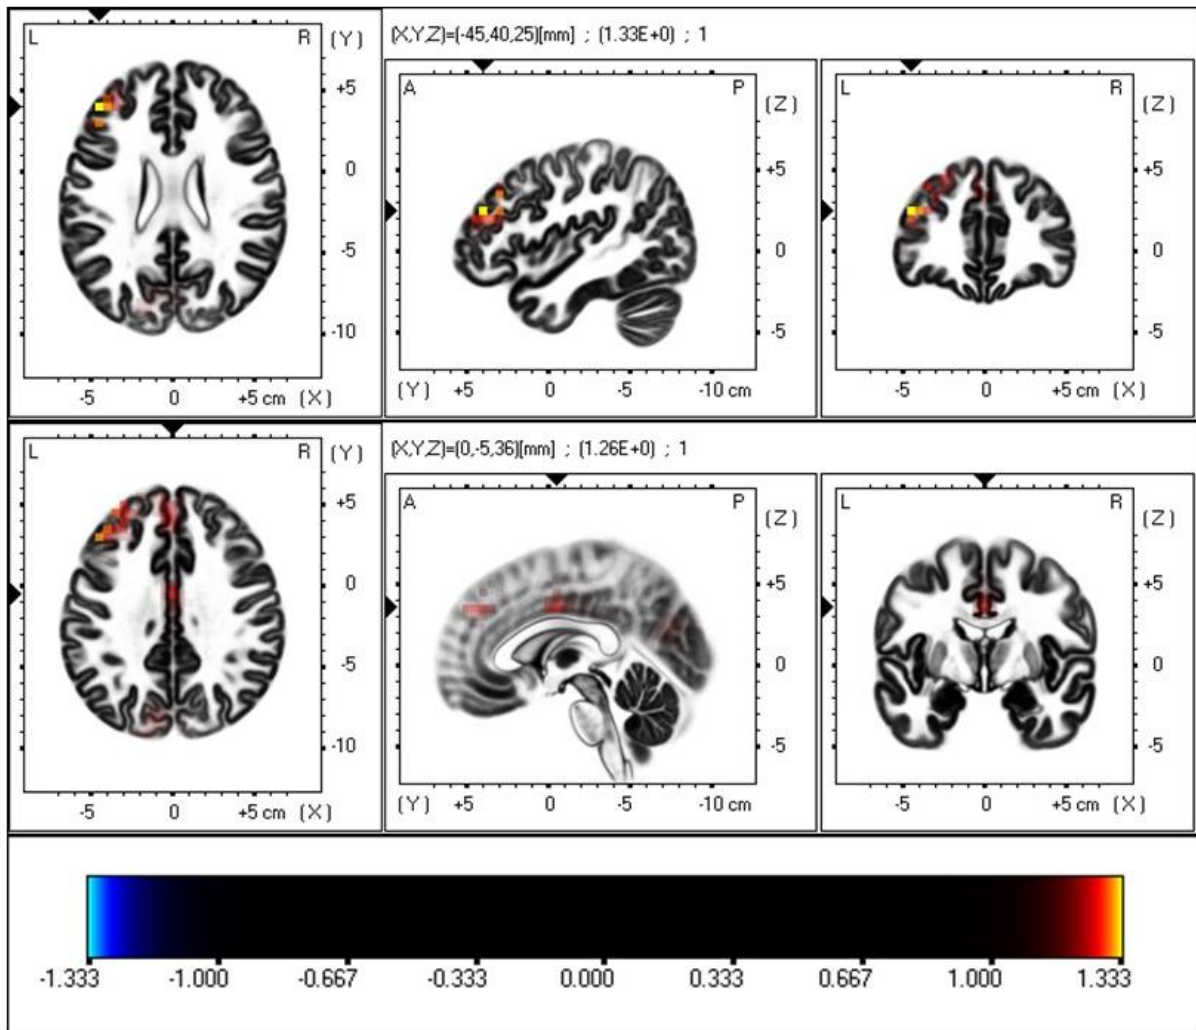 L R (Y)
(X,Y,Z)=(-45,40,25)[mm] ; (1.33E+0) ; 1
A P (Z)
L R (Z)
+5
0
-5
-10
-5 0 +5 cm (X)
+5
0
-5
(Y) +5 0 -5 -10 cm
+5
0
-5
-5 0 +5 cm (X)
L R (Y)
(X,Y,Z)=(0,-5,36)[mm] ; (1.26E+0) ; 1
A P (Z)
L R (Z)
+5
0
-5
-10
-5 0 +5 cm (X)
+5
0
-5
(Y) +5 0 -5 -10 cm
+5
0
-5
-5 0 +5 cm (X)
-1.333 -1.000 -0.667 -0.333 0.000 0.333 0.667 1.000 1.333